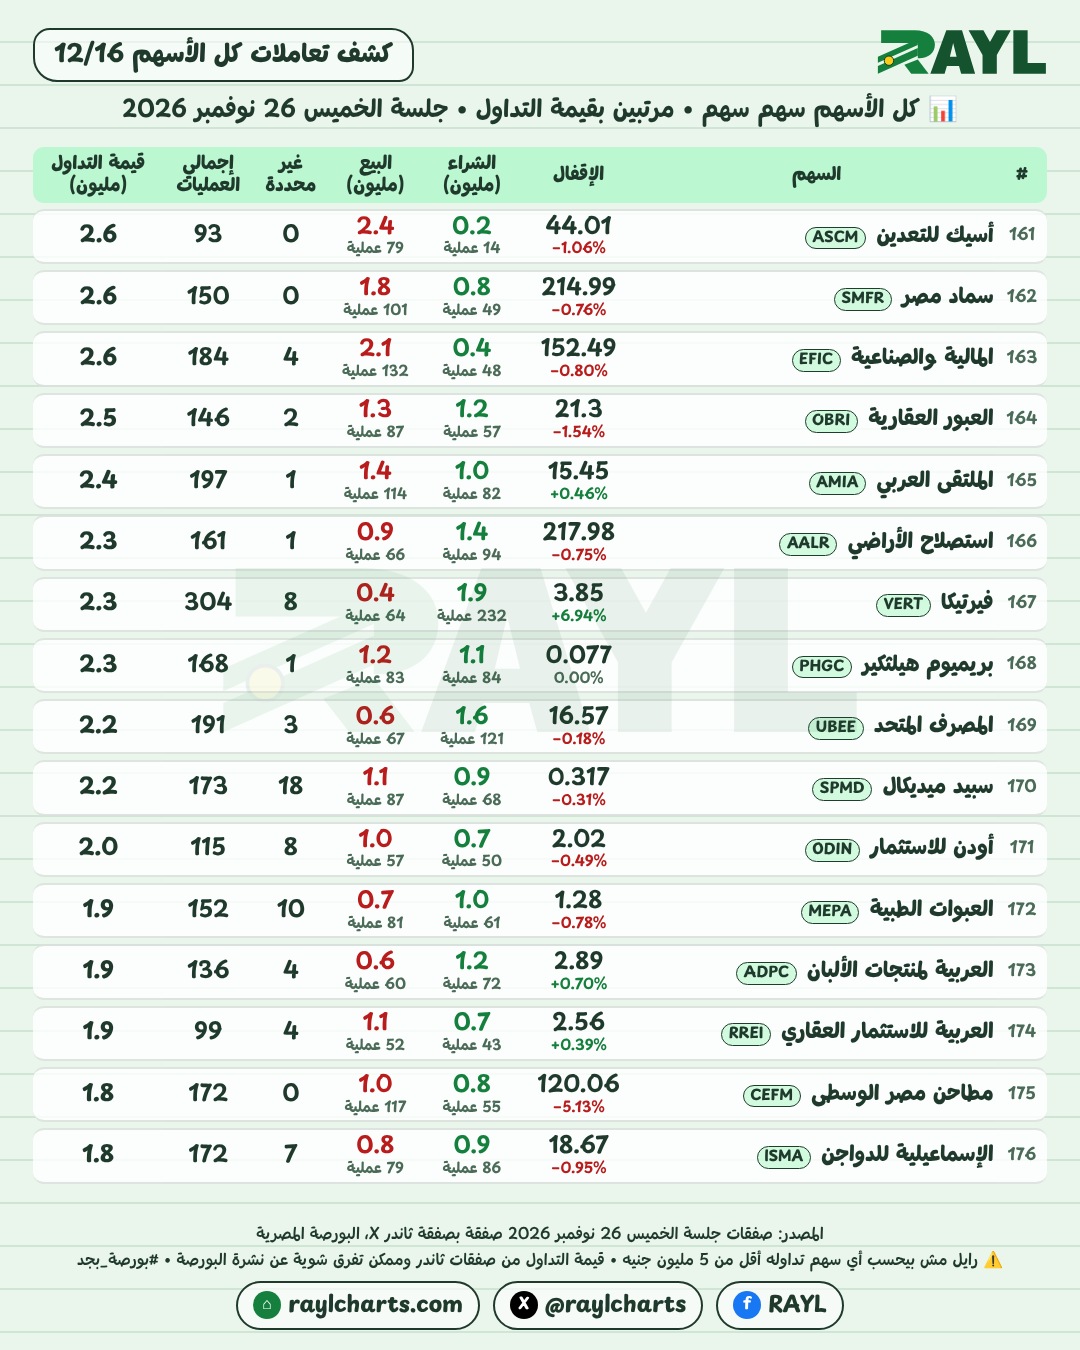 RAYL
كشف تعاملات كل الأسهم 12/16
📊 كل الأسهم سهم سهم • مرتبين بقيمة التداول • جلسة الخميس 26 نوفمبر 2026
# السهم الإقفال الشراء (مليون) البيع (مليون) غير محددة إجمالي العمليات قيمة التداول (مليون)
161 أسيك للتعدين ASCM 44.01 0.2 2.4 0 93 2.6
−1.06% 14 عملية 79 عملية
162 سماد مصر SMFR 214.99 0.8 1.8 0 150 2.6
−0.76% 49 عملية 101 عملية
163 المالية والصناعية EFIC 152.49 0.4 2.1 4 184 2.6
−0.80% 48 عملية 132 عملية
164 العبور العقارية OBRI 21.3 1.2 1.3 2 146 2.5
−1.54% 57 عملية 87 عملية
165 الملتقى العربي AMIA 15.45 1.0 1.4 1 197 2.4
+0.46% 82 عملية 114 عملية
166 استصلاح الأراضي AALR 217.98 1.4 0.9 1 161 2.3
−0.75% 94 عملية 66 عملية
167 فيرتيكا VERT 3.85 1.9 0.4 8 304 2.3
+6.94% 232 عملية 64 عملية
168 بريميوم هيلثكير PHGC 0.077 1.1 1.2 1 168 2.3
0.00% 84 عملية 83 عملية
169 المصرف المتحد UBEE 16.57 1.6 0.6 3 191 2.2
−0.18% 121 عملية 67 عملية
170 سبيد ميديكال SPMD 0.317 0.9 1.1 18 173 2.2
−0.31% 68 عملية 87 عملية
171 أودن للاستثمار ODIN 2.02 0.7 1.0 8 115 2.0
−0.49% 50 عملية 57 عملية
172 العبوات الطبية MEPA 1.28 1.0 0.7 10 152 1.9
−0.78% 61 عملية 81 عملية
173 العربية لمنتجات الألبان ADPC 2.89 1.2 0.6 4 136 1.9
+0.70% 72 عملية 60 عملية
174 العربية للاستثمار العقاري RREI 2.56 0.7 1.1 4 99 1.9
+0.39% 43 عملية 52 عملية
175 مطاحن مصر الوسطى CEFM 120.06 0.8 1.0 0 172 1.8
−5.13% 55 عملية 117 عملية
176 الإسماعيلية للدواجن ISMA 18.67 0.9 0.8 7 172 1.8
−0.95% 86 عملية 79 عملية
المصدر: صفقات جلسة الخميس 26 نوفمبر 2026 صفقة بصفقة ثاندر X، البورصة المصرية
⚠️ رايل مش بيحسب أي سهم تداوله أقل من 5 مليون جنيه • قيمة التداول من صفقات ثاندر وممكن تفرق شوية عن نشرة البورصة • #بورصة_بجد
raylcharts.com @raylcharts RAYL